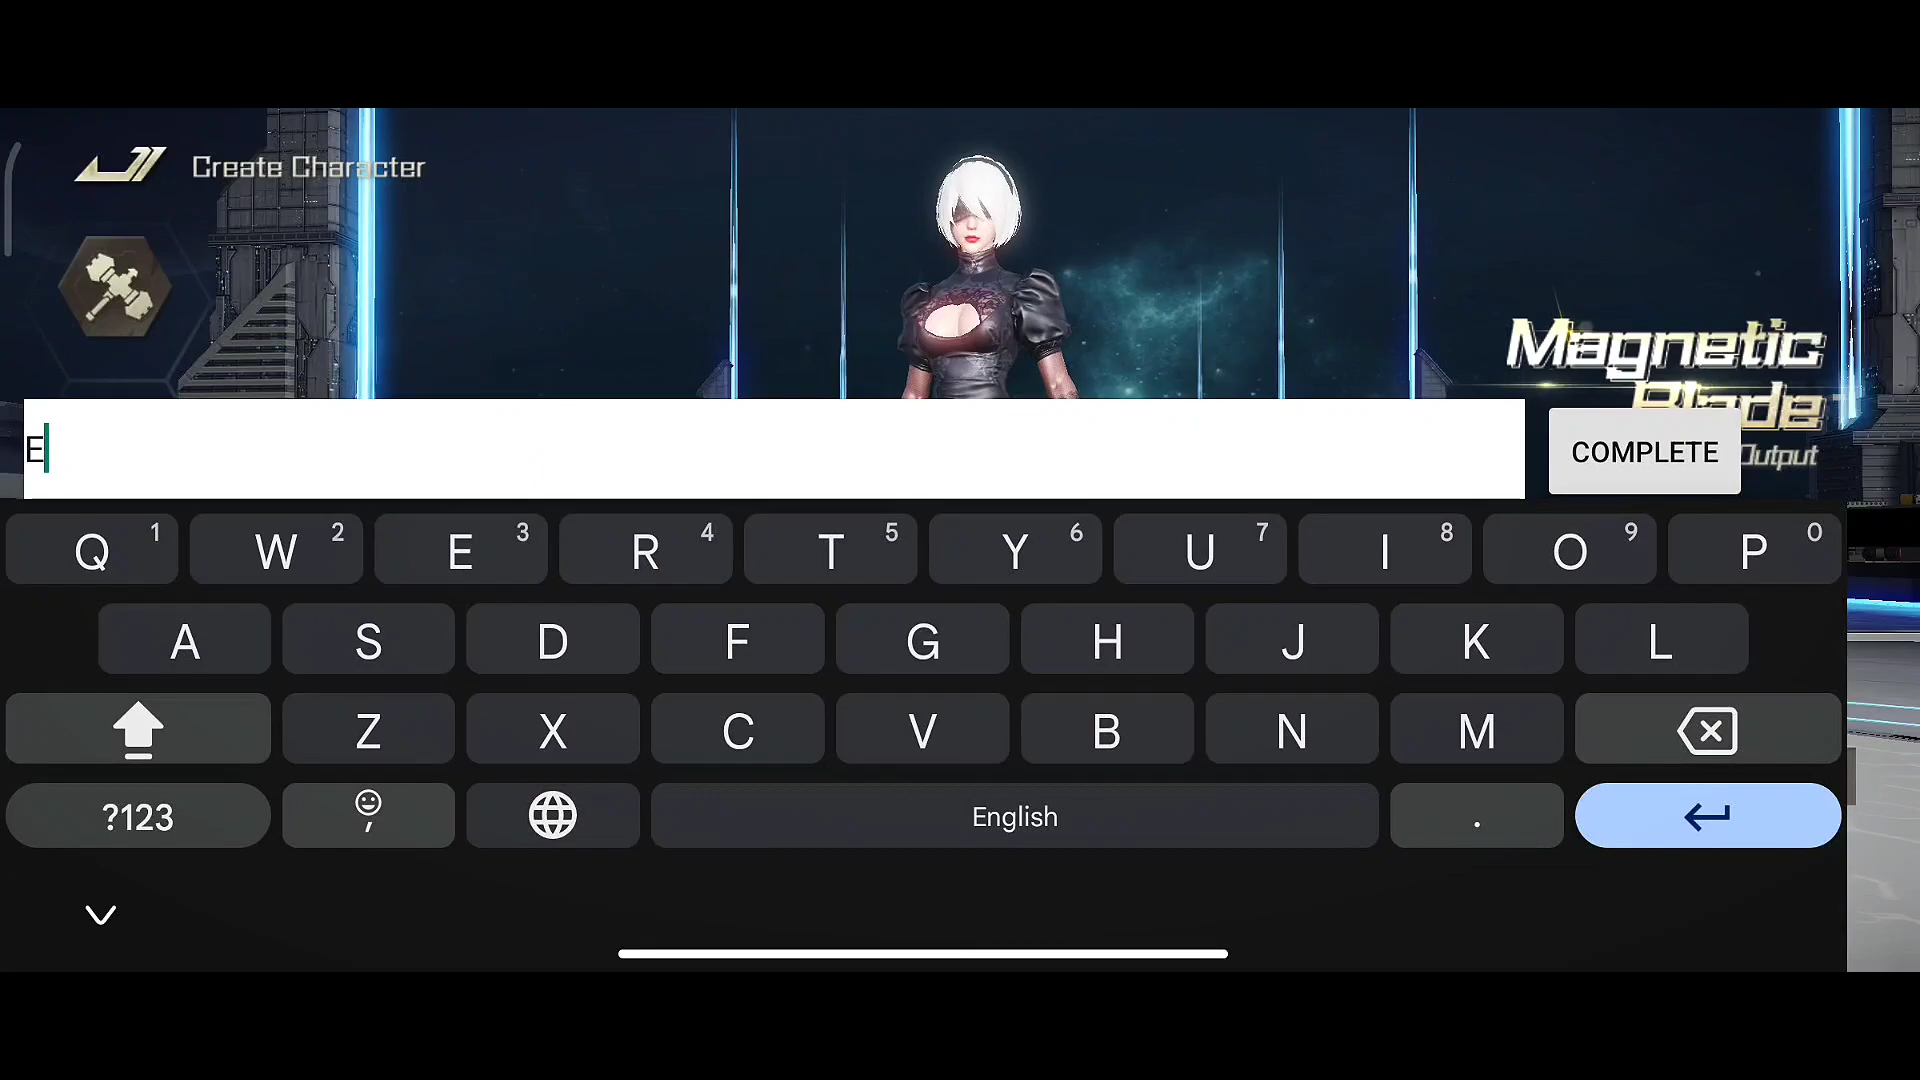 Create Character
Magnetic
Blade
Output
E
COMPLETE
Q 1 W 2 E 3 R 4 T 5 Y 6 U 7 I 8 O 9 P 0
A S D F G H J K L
Z X C V B N M
?123 , English .